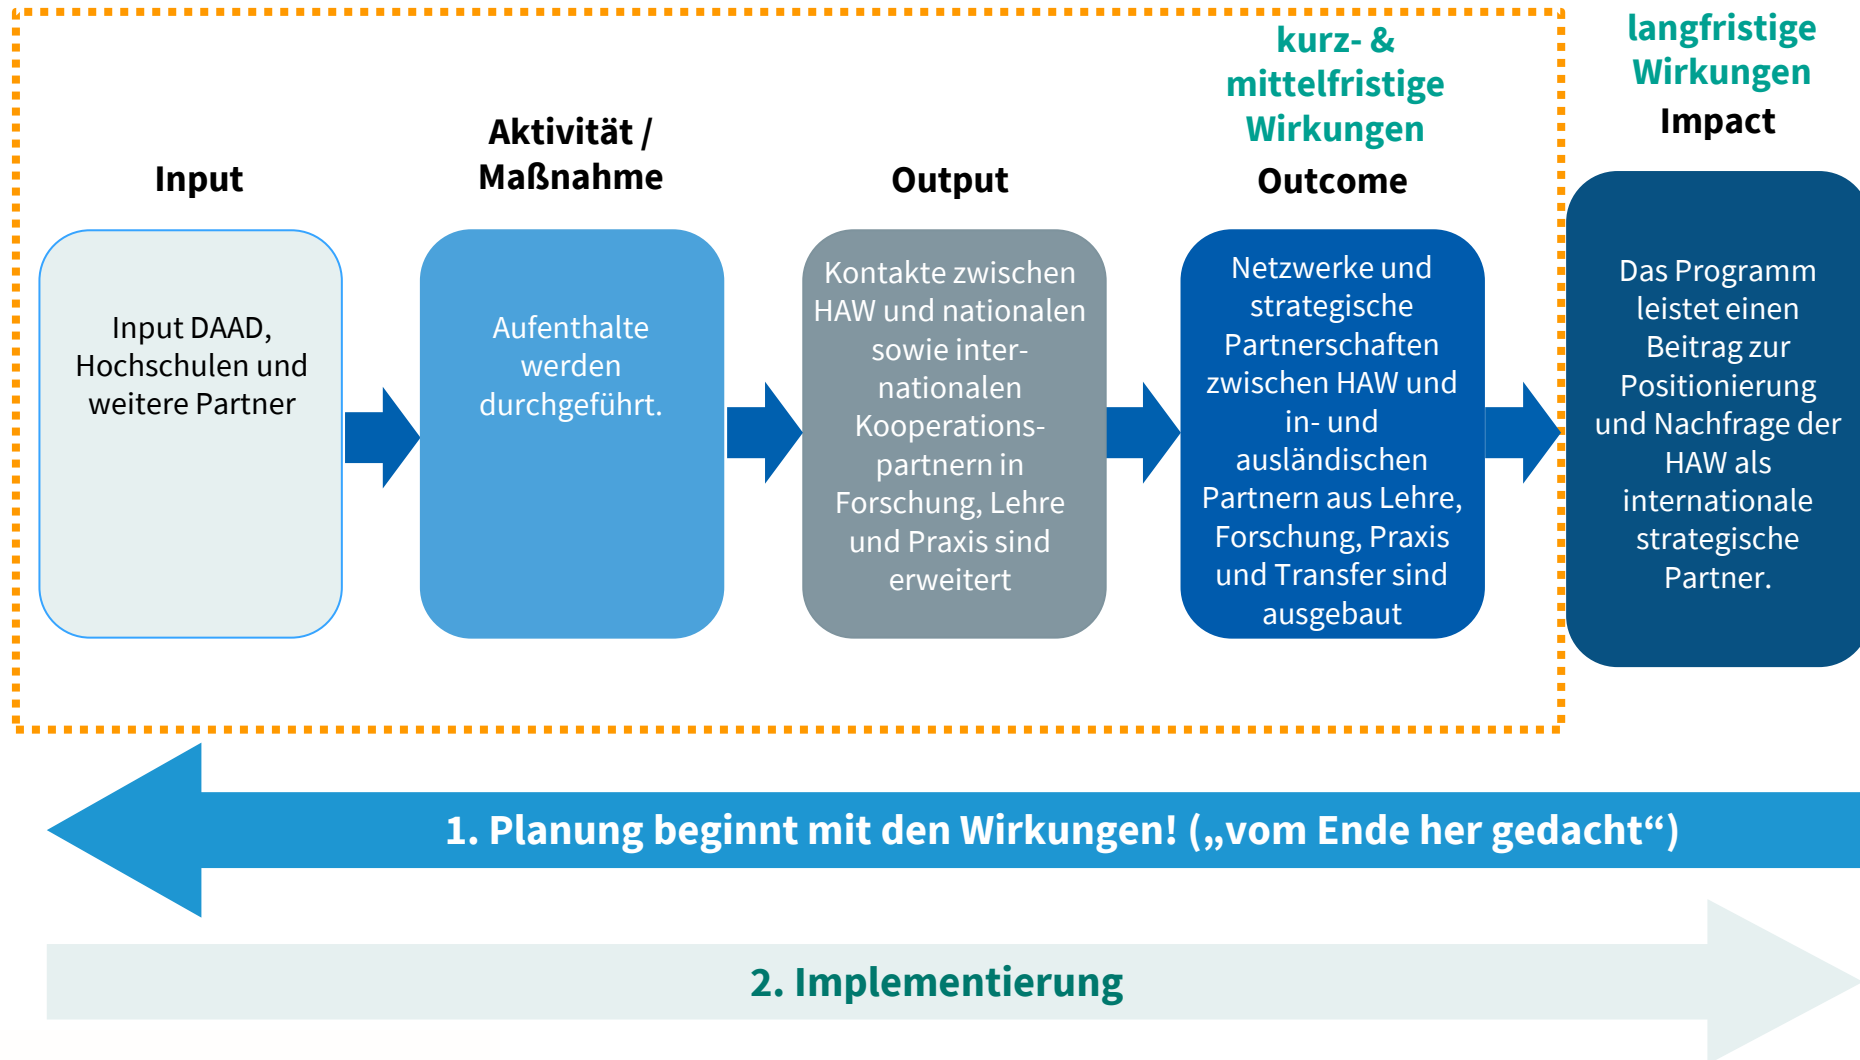 Input
Input DAAD,
Hochschulen und
weitere Partner
Aktivität /
Maßnahme
Aufenthalte
werden
durchgeführt.
Output
Kontakte zwischen
HAW und nationalen
sowie inter-
nationalen
Kooperations-
partnern in
Forschung, Lehre
und Praxis sind
erweitert
kurz- &
mittelfristige
Wirkungen
Outcome
Netzwerke und
strategische
Partnerschaften
zwischen HAW und
in- und
ausländischen
Partnern aus Lehre,
Forschung, Praxis
und Transfer sind
ausgebaut
langfristige
Wirkungen
Impact
Das Programm
leistet einen
Beitrag zur
Positionierung
und Nachfrage der
HAW als
internationale
strategische
Partner.
1. Planung beginnt mit den Wirkungen! („vom Ende her gedacht“)
2. Implementierung